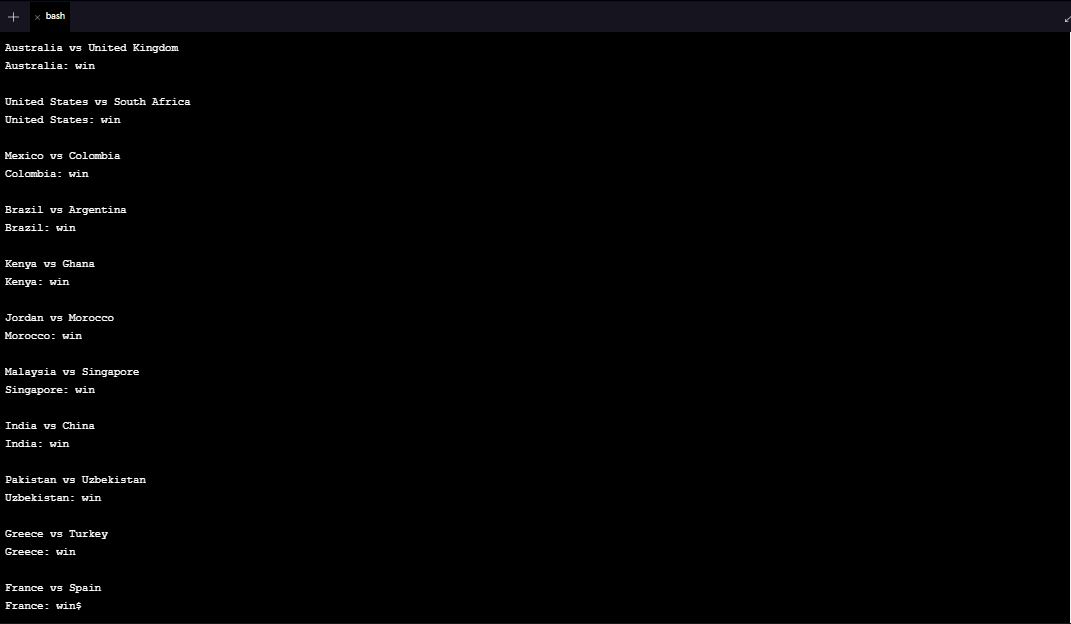 bash
Australia vs United Kingdom
Australia: win
United States vs South Africa
United States: win
Mexico vs Colombia
Colombia: win
Brazil vs Argentina
Brazil: win
Kenya vs Ghana
Kenya: win
Jordan vs Morocco
Morocco: win
Malaysia vs Singapore
Singapore: win
India vs China
India: win
Pakistan vs Uzbekistan
Uzbekistan: win
Greece vs Turkey
Greece: win
France vs Spain
France: win$